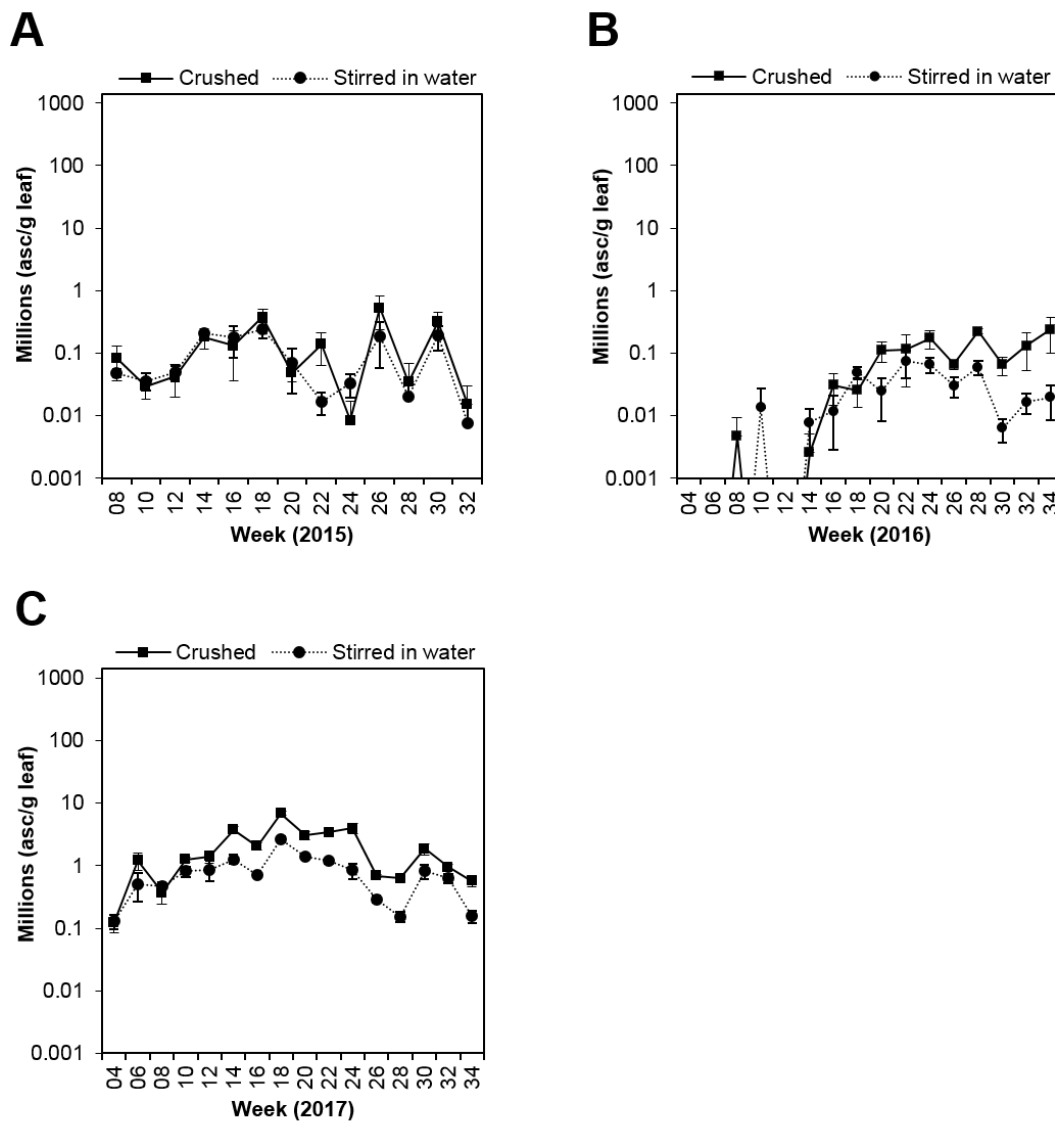 A
Crushed Stirred in water
Millions (asc/g leaf)
1000
100
10
1
0.1
0.01
0.001
08 10 12 14 16 18 20 22 24 26 28 30 32
Week (2015)
B
Crushed Stirred in water
Millions (asc/g leaf)
1000
100
10
1
0.1
0.01
0.001
04 06 08 10 12 14 16 18 20 22 24 26 28 30 32 34
Week (2016)
C
Crushed Stirred in water
Millions (asc/g leaf)
1000
100
10
1
0.1
0.01
0.001
04 06 08 10 12 14 16 18 20 22 24 26 28 30 32 34
Week (2017)